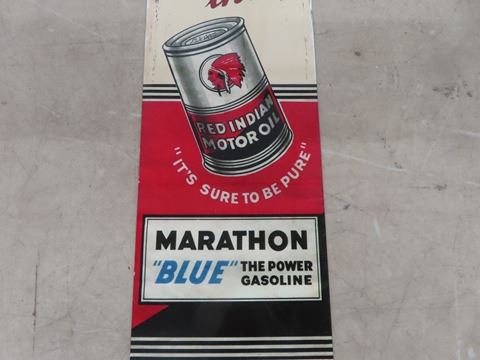 RED INDIAN
MOTOR OIL
"IT'S SURE TO BE PURE"
MARATHON
"BLUE" THE POWER
GASOLINE